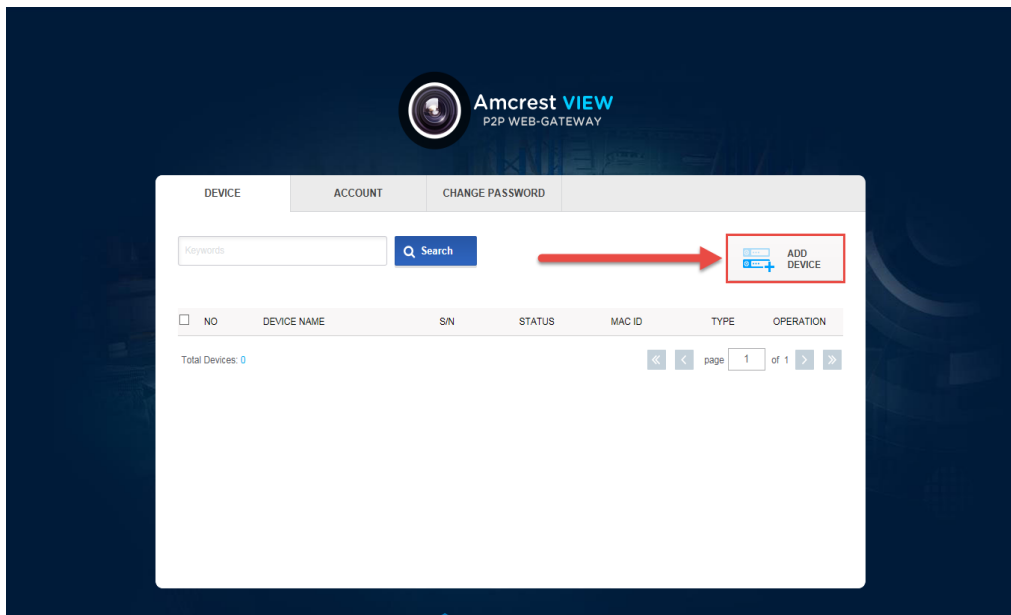 Amcrest VIEW
P2P WEB-GATEWAY
DEVICE ACCOUNT CHANGE PASSWORD
Keywords Search ADD
DEVICE
NO DEVICE NAME S/N STATUS MAC ID TYPE OPERATION
Total Devices: 0 page 1 of 1